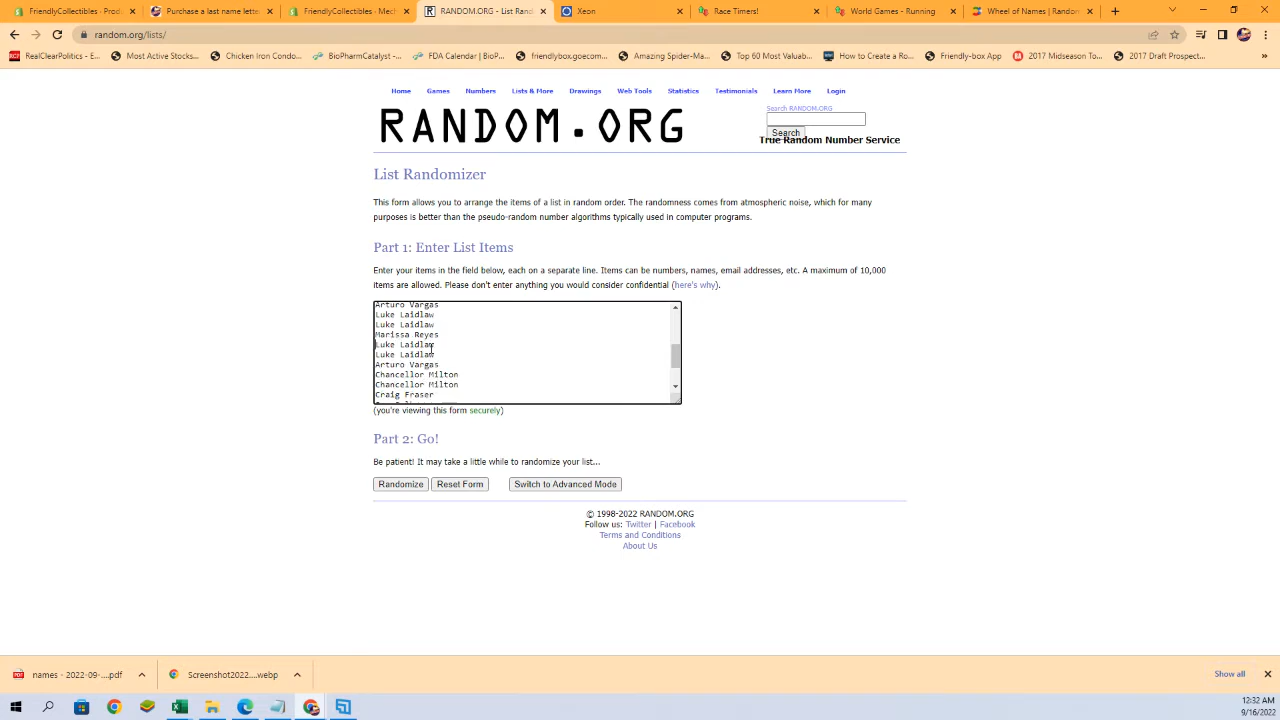 FriendlyCollectibles : Produ
Purchase a last name letter
FriendlyCollectibles - Mec
RANDOM.ORG - List Rando
Xeon
Race Timers!
World Games - Running
Wheel of Names | Random
random.org/lists/
RealClearPolitics - E...
Most Active Stocks...
Chicken Iron Condo...
BioPharmCatalyst -...
FD Calendar (BPC) -...
friendlybox.goecom...
Amazing Spider-Ma...
Top 60 Most Valuab...
How to Create a Ro...
Friendly-box App
2017 Midseason To...
2017 Draft Prospect...
Home Games Numbers Lists & More Drawings Web Tools Statistics Testimonials Learn More Login
RANDOM.ORG
Search RANDOM.ORG
Search
True Random Number Service
List Randomizer
This form allows you to arrange the items of a list in random order. The randomness comes from atmospheric noise, which for many
purposes is better than the pseudo-random number algorithms typically used in computer programs.
Part 1: Enter List Items
Enter your items in the field below, each on a separate line. Items can be numbers, names, email addresses, etc. A maximum of 10,000
items are allowed. Please don't enter anything you would consider confidential (here's why).
Arturo Vargas
Luke Laidlaw
Luke Laidlaw
Marissa Reyes
Luke Laidlaw
Luke Laidlaw
Arturo Vargas
Chancellor Milton
Chancellor Milton
Craig Fraser
(you're viewing this form securely)
Part 2: Go!
Be patient! It may take a little while to randomize your list...
Randomize Reset Form Switch to Advanced Mode
© 1998-2022 RANDOM.ORG
Follow us: Twitter | Facebook
Terms and Conditions
About Us
names - 2022-09-....pdf
Screenshot2022....webp
Show all
12:32 AM
9/16/2022